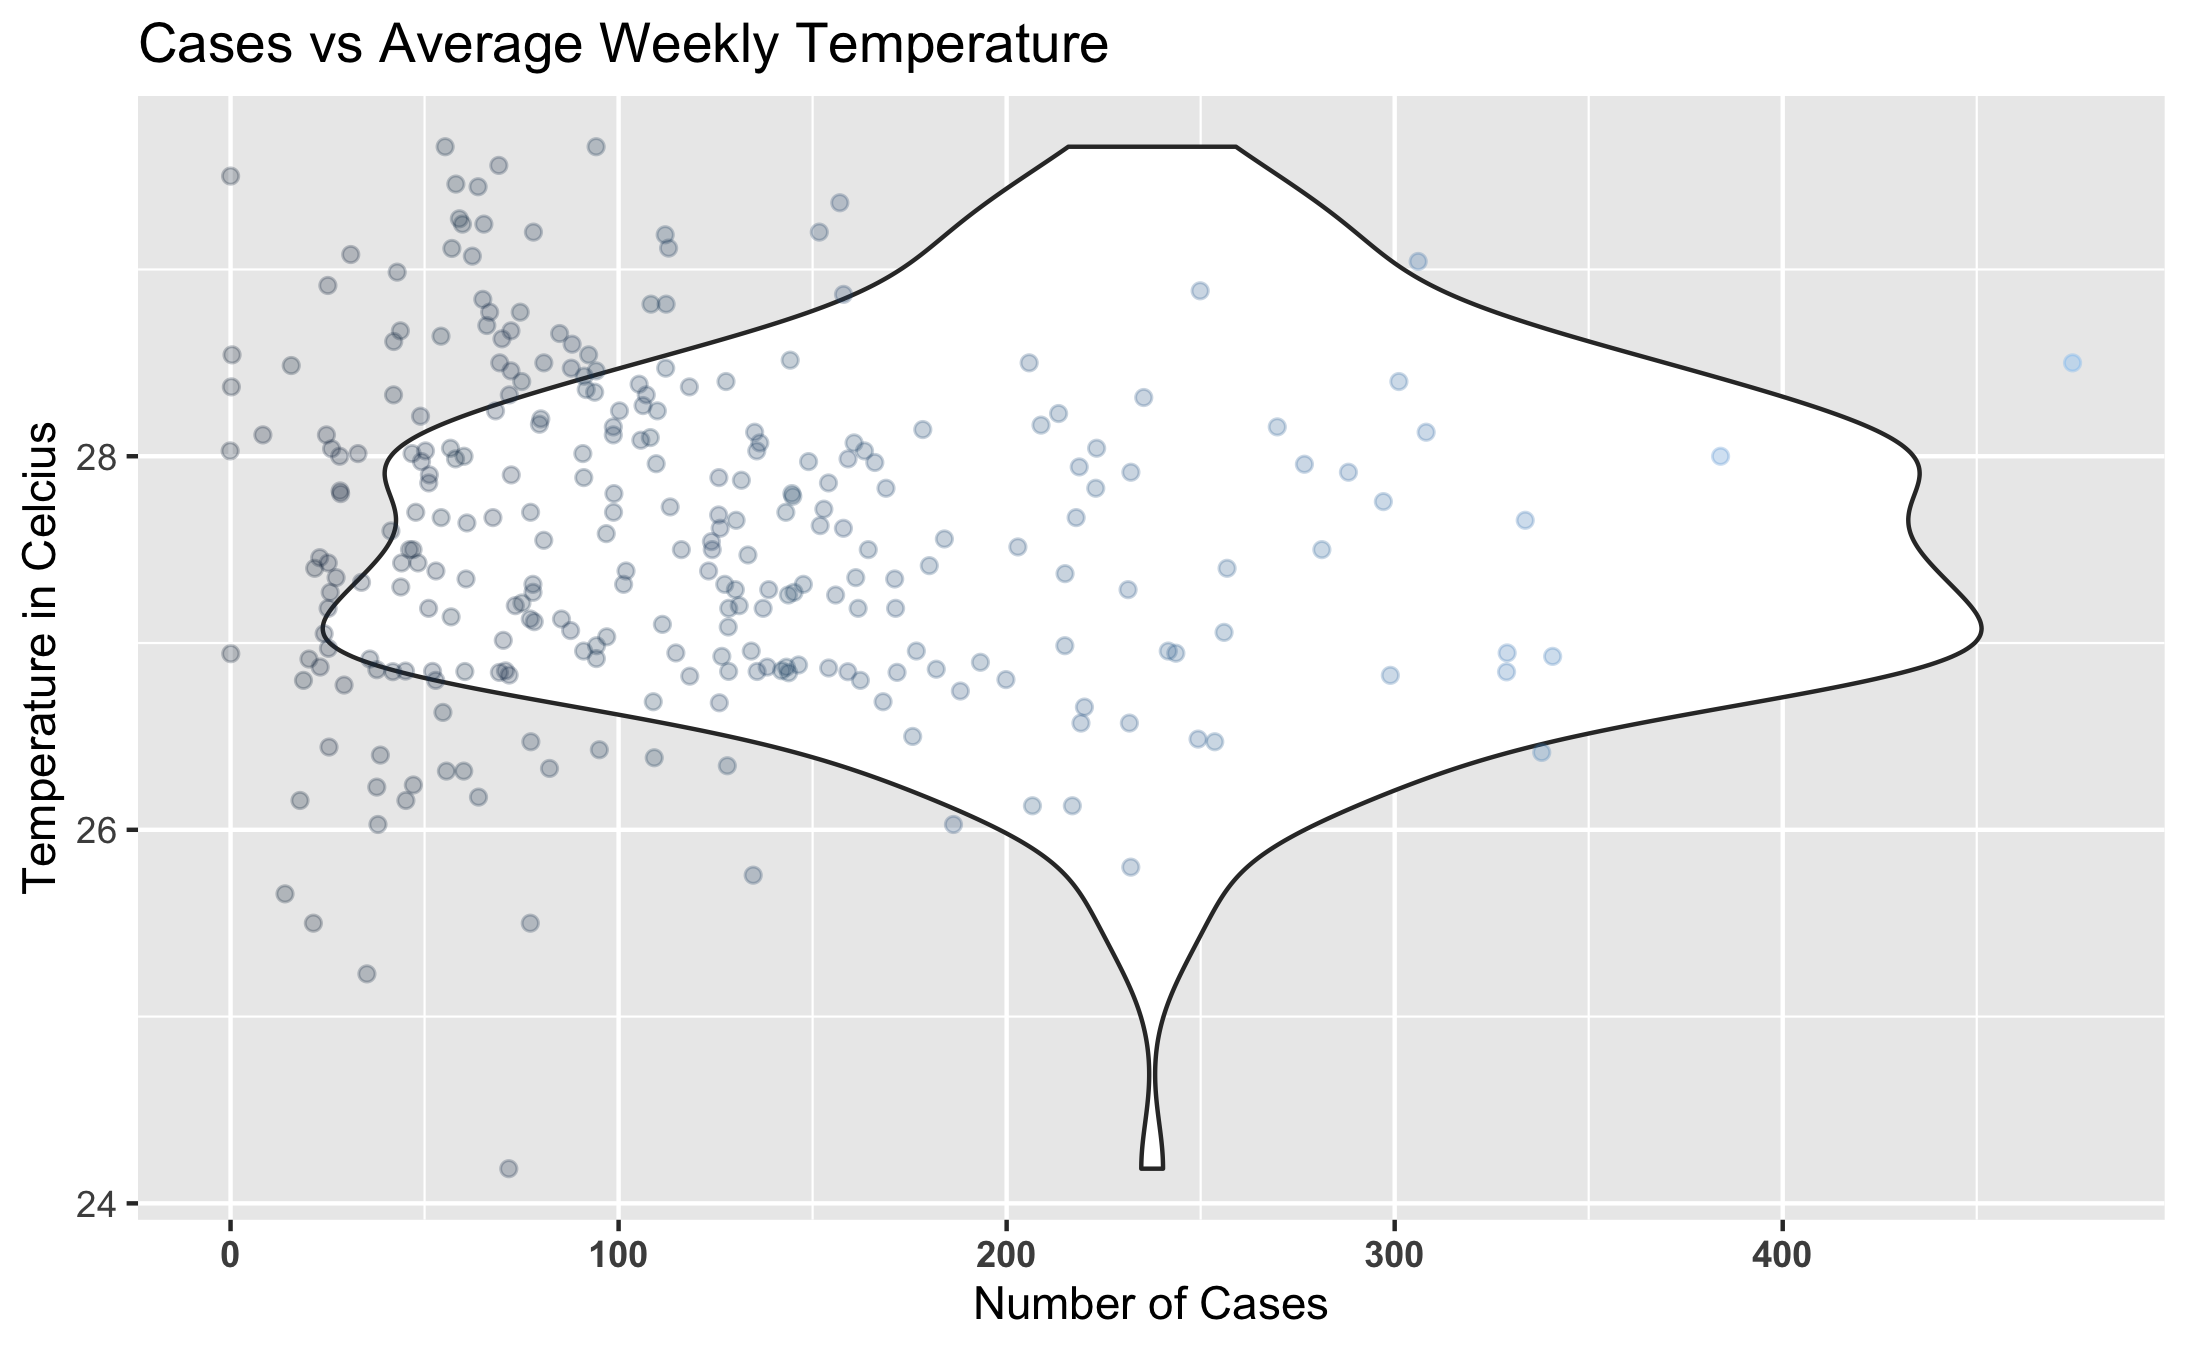 Cases vs Average Weekly Temperature
Temperature in Celcius
28
26
24
0 100 200 300 400
Number of Cases